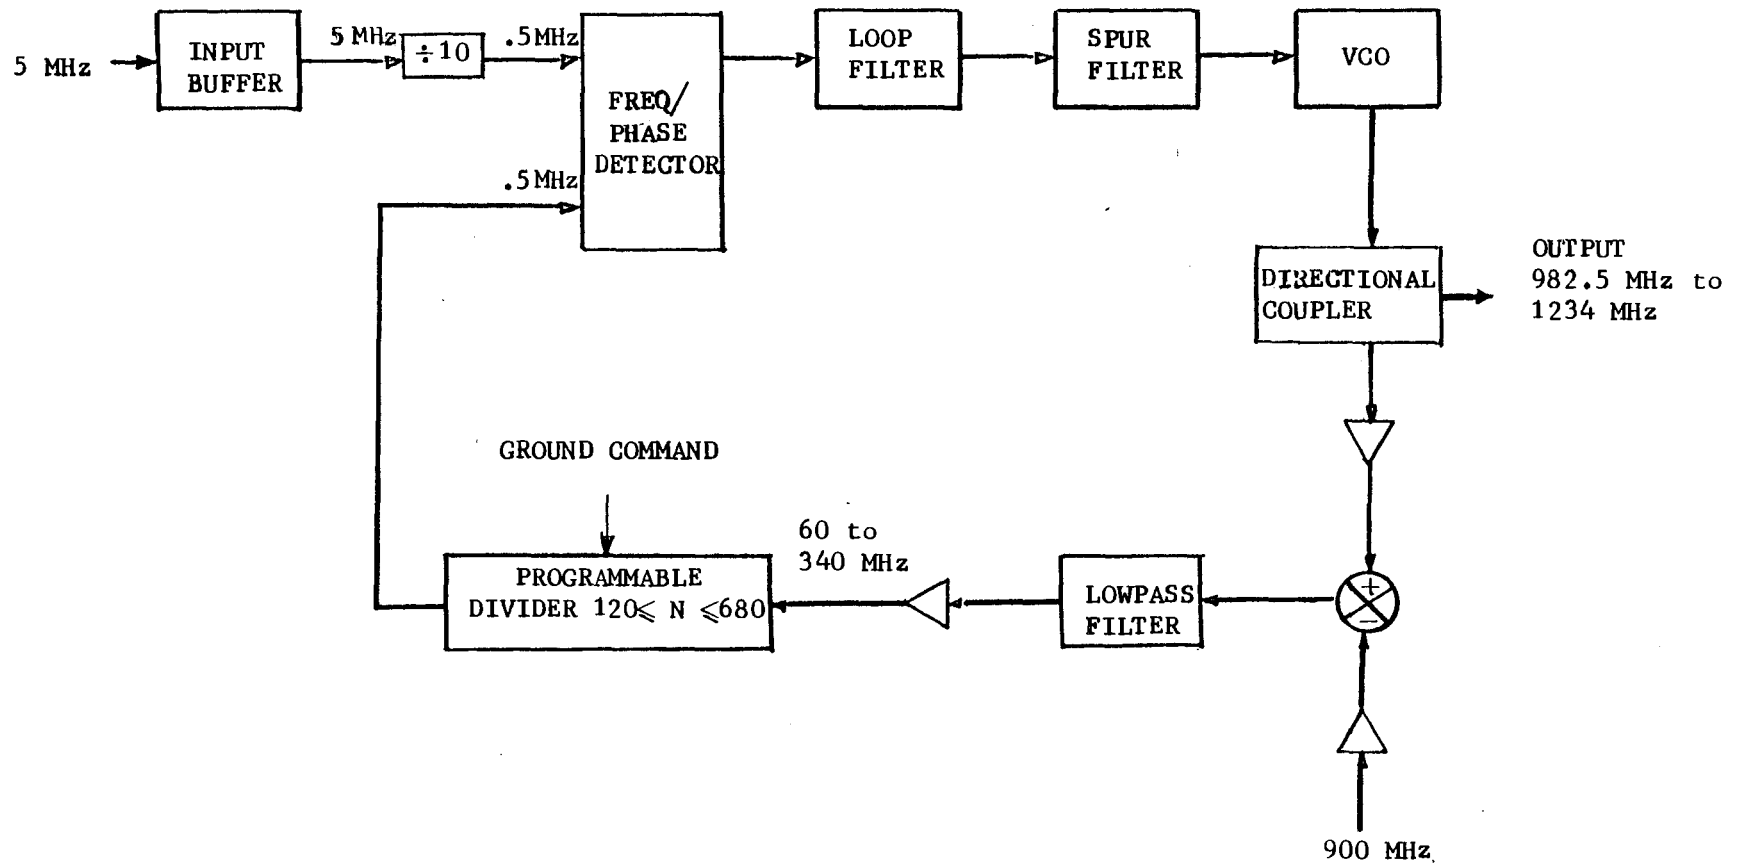 5 MHz
INPUT
BUFFER
5 MHz
÷10
.5MHz
.5MHz
FREQ/
PHASE
DETECTOR
LOOP
FILTER
SPUR
FILTER
VCO
DIRECTIONAL
COUPLER
OUTPUT
982.5 MHz to
1234 MHz
GROUND COMMAND
PROGRAMMABLE
DIVIDER 120⩽ N ⩽680
60 to
340 MHz
LOWPASS
FILTER
+
−
900 MHz